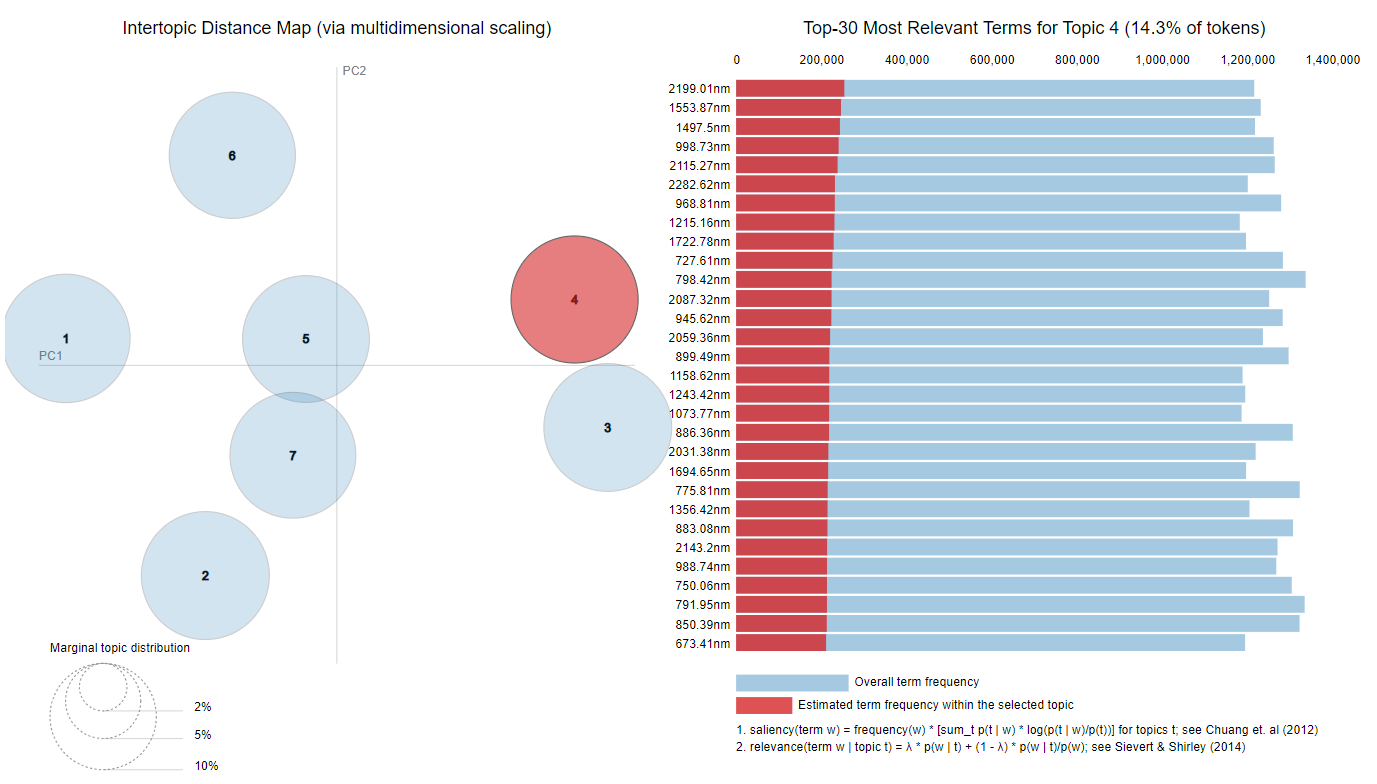 Intertopic Distance Map (via multidimensional scaling)
PC2
6
4
1
5
PC1
3
7
2
Marginal topic distribution
2%
5%
10%
Top-30 Most Relevant Terms for Topic 4 (14.3% of tokens)
0 200,000 400,000 600,000 800,000 1,000,000 1,200,000 1,400,000
2199.01nm
1553.87nm
1497.5nm
998.73nm
2115.27nm
2282.62nm
968.81nm
1215.16nm
1722.78nm
727.61nm
798.42nm
2087.32nm
945.62nm
2059.36nm
899.49nm
1158.62nm
1243.42nm
1073.77nm
886.36nm
2031.38nm
1694.65nm
775.81nm
1356.42nm
883.08nm
2143.2nm
988.74nm
750.06nm
791.95nm
850.39nm
673.41nm
Overall term frequency
Estimated term frequency within the selected topic
1. saliency(term w) = frequency(w) * [sum_t p(t | w) * log(p(t | w)/p(t))] for topics t; see Chuang et. al (2012)
2. relevance(term w | topic t) = λ * p(w | t) + (1 - λ) * p(w | t)/p(w); see Sievert & Shirley (2014)